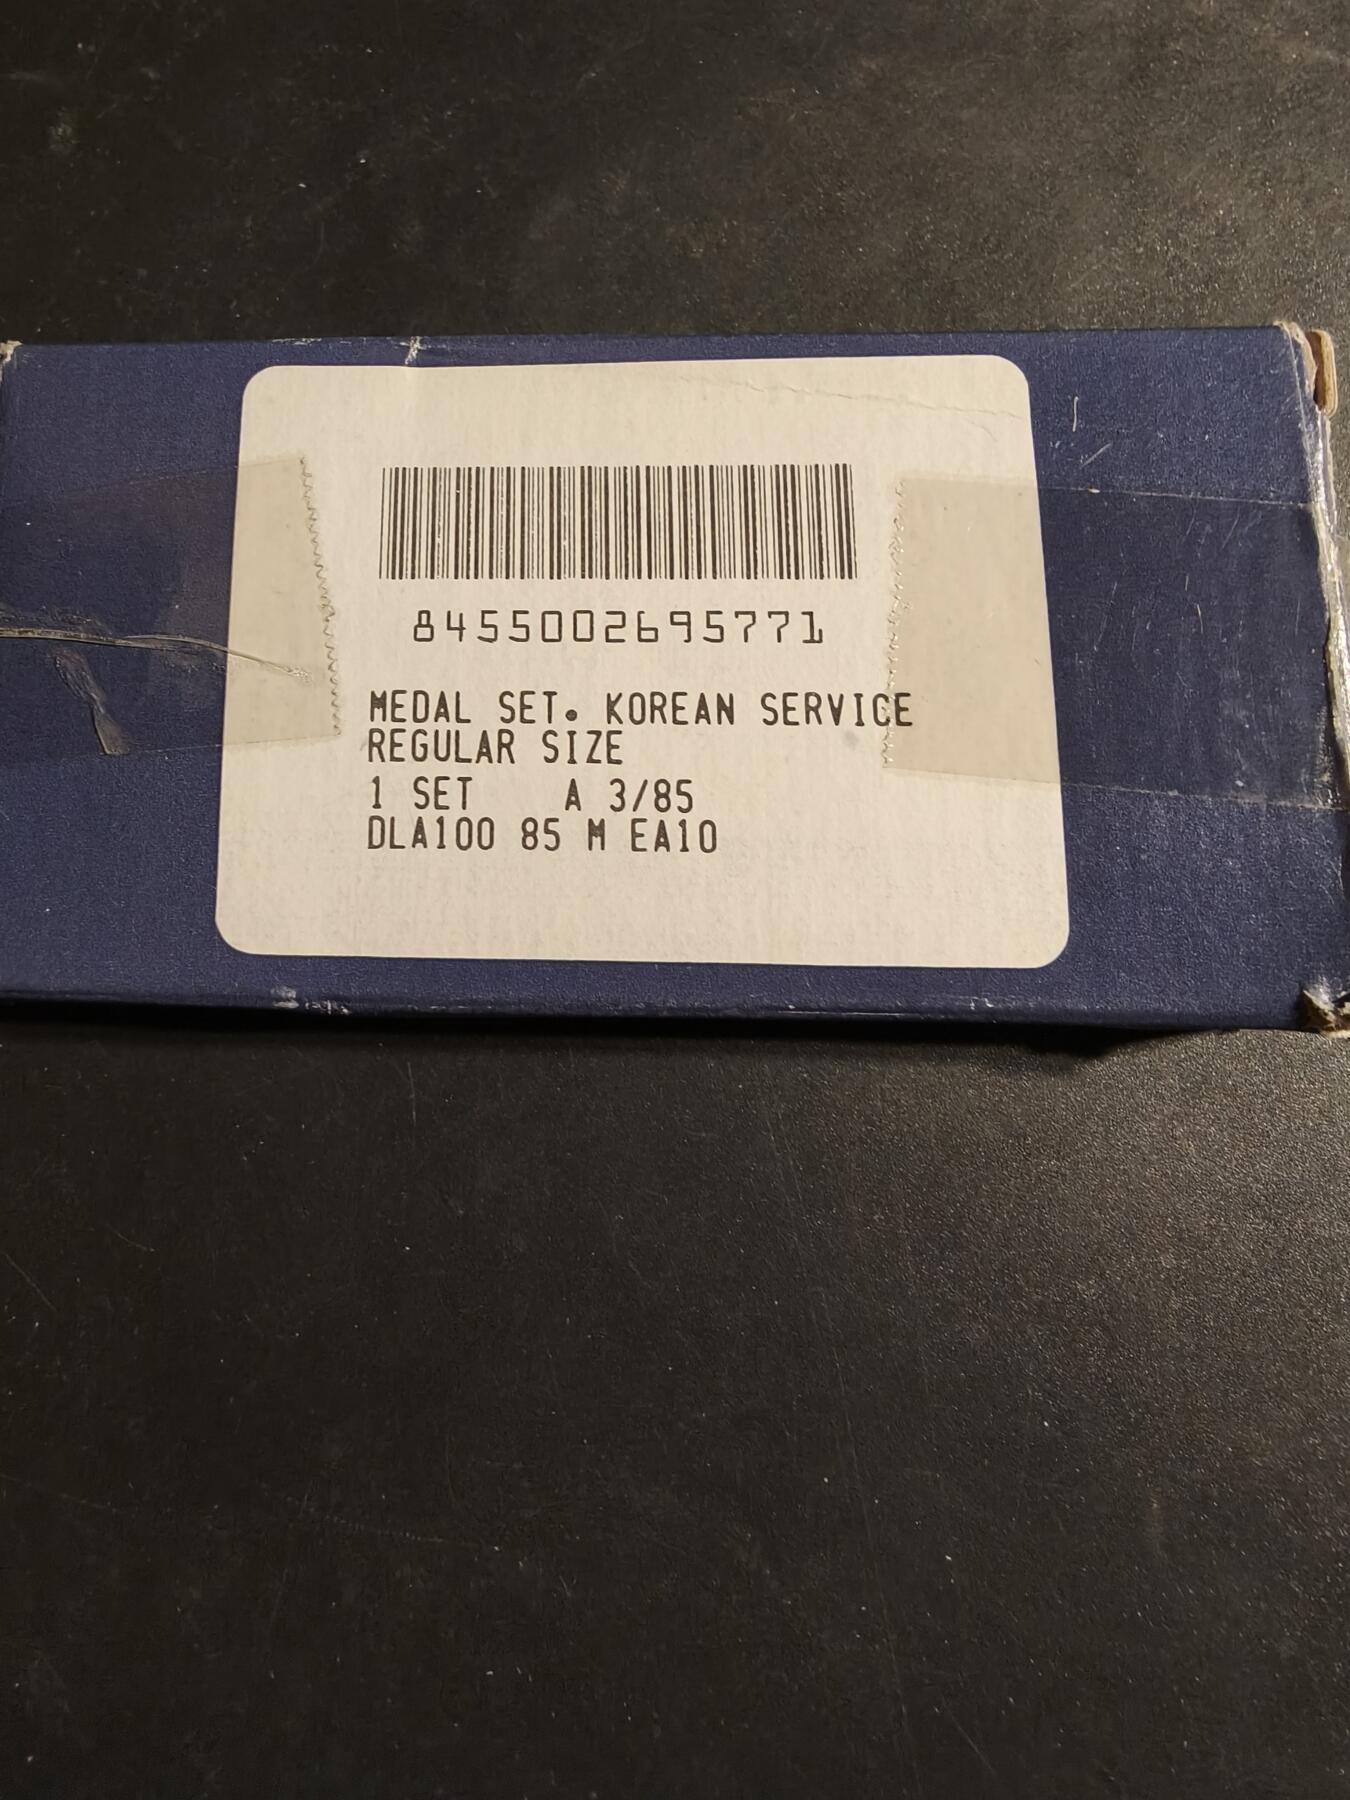 8455002695771
MEDAL SET. KOREAN SERVICE
REGULAR SIZE
1 SET A 3/85
DLA100 85 M EA10